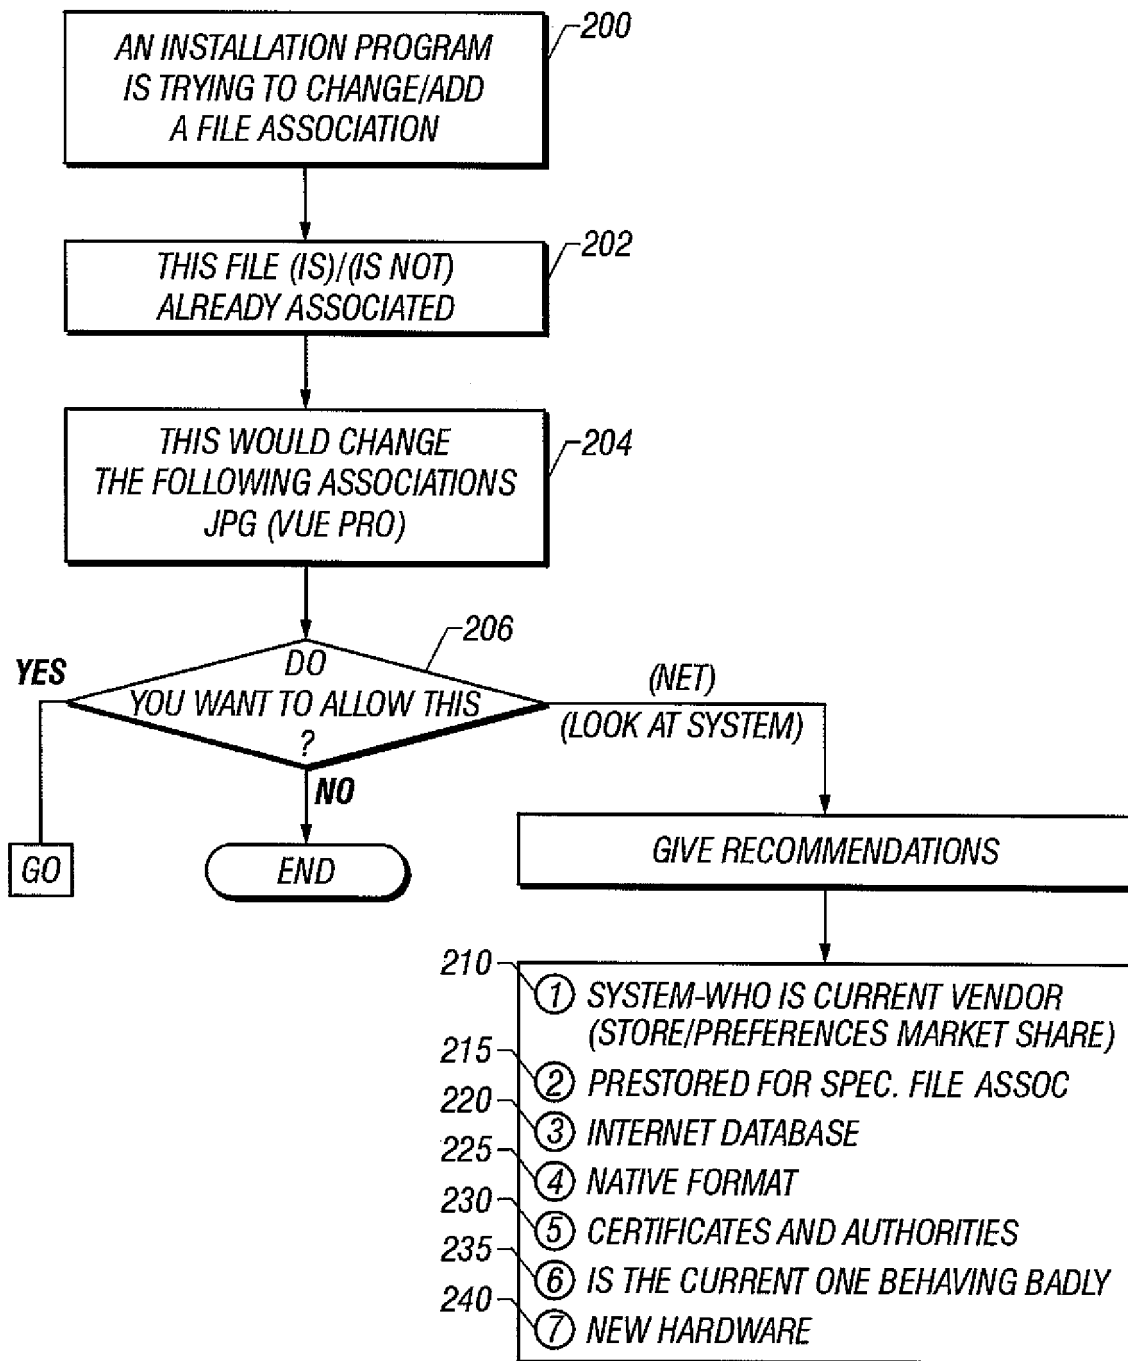 AN INSTALLATION PROGRAM
IS TRYING TO CHANGE/ADD
A FILE ASSOCIATION
200
THIS FILE (IS)/(IS NOT)
ALREADY ASSOCIATED
202
THIS WOULD CHANGE
THE FOLLOWING ASSOCIATIONS
JPG (VUE PRO)
204
DO
YOU WANT TO ALLOW THIS
?
206
YES
GO
NO
END
(NET)
(LOOK AT SYSTEM)
GIVE RECOMMENDATIONS
210
1 SYSTEM-WHO IS CURRENT VENDOR
(STORE/PREFERENCES MARKET SHARE)
215
2 PRESTORED FOR SPEC. FILE ASSOC
220
3 INTERNET DATABASE
225
4 NATIVE FORMAT
230
5 CERTIFICATES AND AUTHORITIES
235
6 IS THE CURRENT ONE BEHAVING BADLY
240
7 NEW HARDWARE